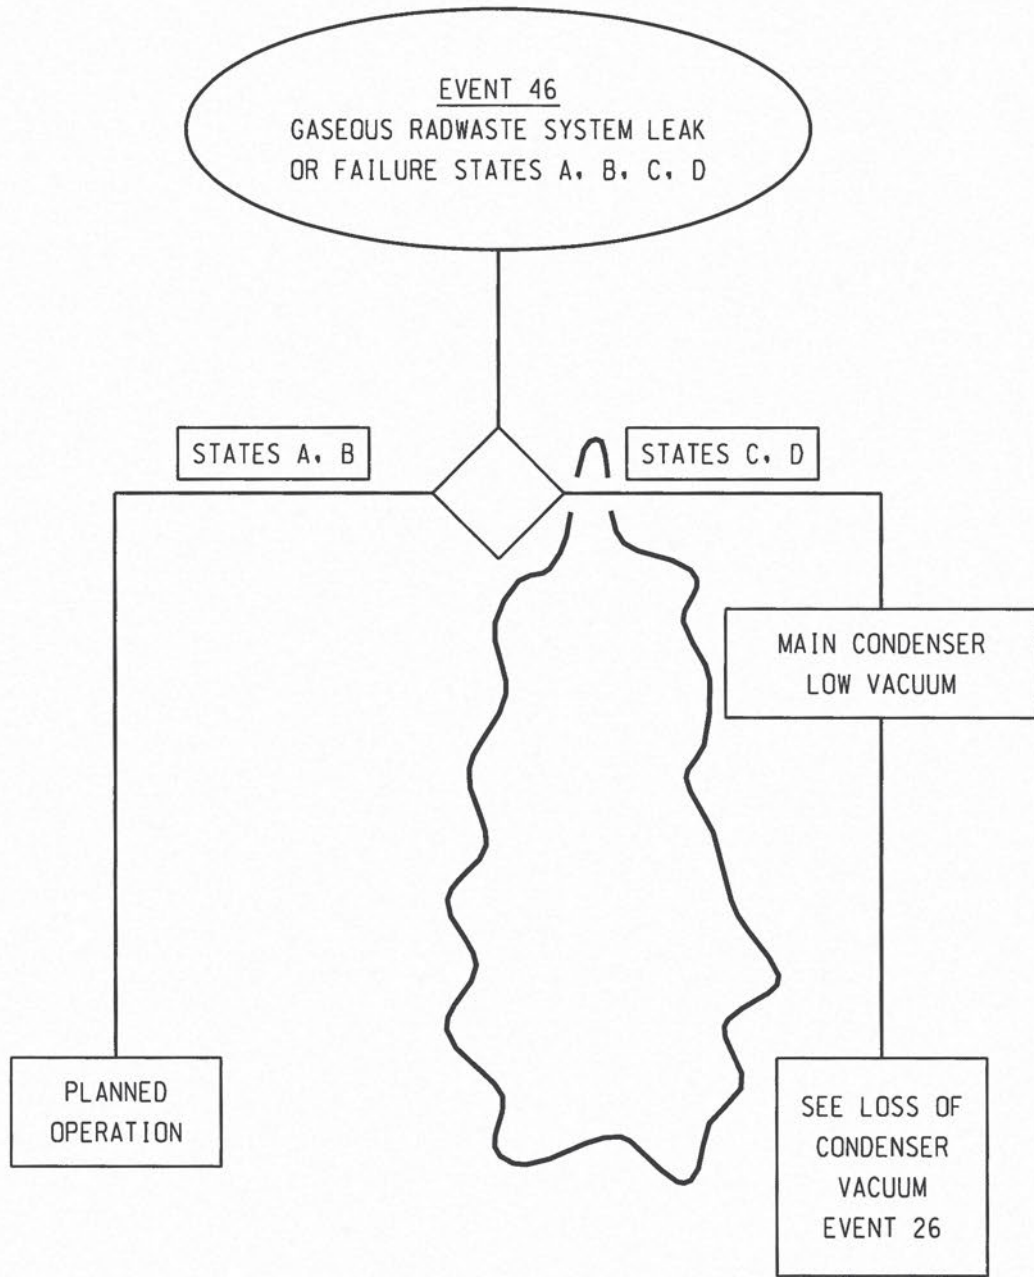 EVENT 46
GASEOUS RADWASTE SYSTEM LEAK
OR FAILURE STATES A, B, C, D
STATES A, B
STATES C, D
MAIN CONDENSER
LOW VACUUM
PLANNED
OPERATION
SEE LOSS OF
CONDENSER
VACUUM
EVENT 26